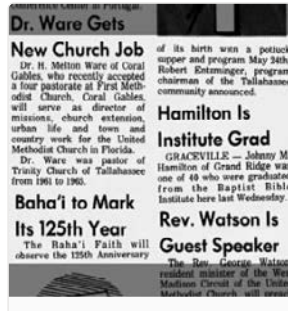 Conference Center in Portugal.
Dr. Ware Gets
New Church Job
Dr. H. Melton Ware of Coral
Gables, who recently accepted
a four pastorate at First Meth-
odist Church, Coral Gables,
will serve as director of
missions, church extension,
urban life and town and
country work for the United
Methodist Church in Florida.
Dr. Ware was pastor of
Trinity Church of Tallahassee
from 1961 to 1965.
Baha'i to Mark
Its 125th Year
The Baha'i Faith will
observe the 125th Anniversary
of its birth with a potluck
supper and program May 24th
Robert Entzminger, program
chairman of the Tallahassee
community announced.
Hamilton Is
Institute Grad
GRACEVILLE — Johnny M
Hamilton of Grand Ridge was
one of 40 who were graduated
from the Baptist Bible
Institute here last Wednesday.
Rev. Watson Is
Guest Speaker
The Rev. George Watson
resident minister of the
Madison Circuit of the United
Methodist Church will preach